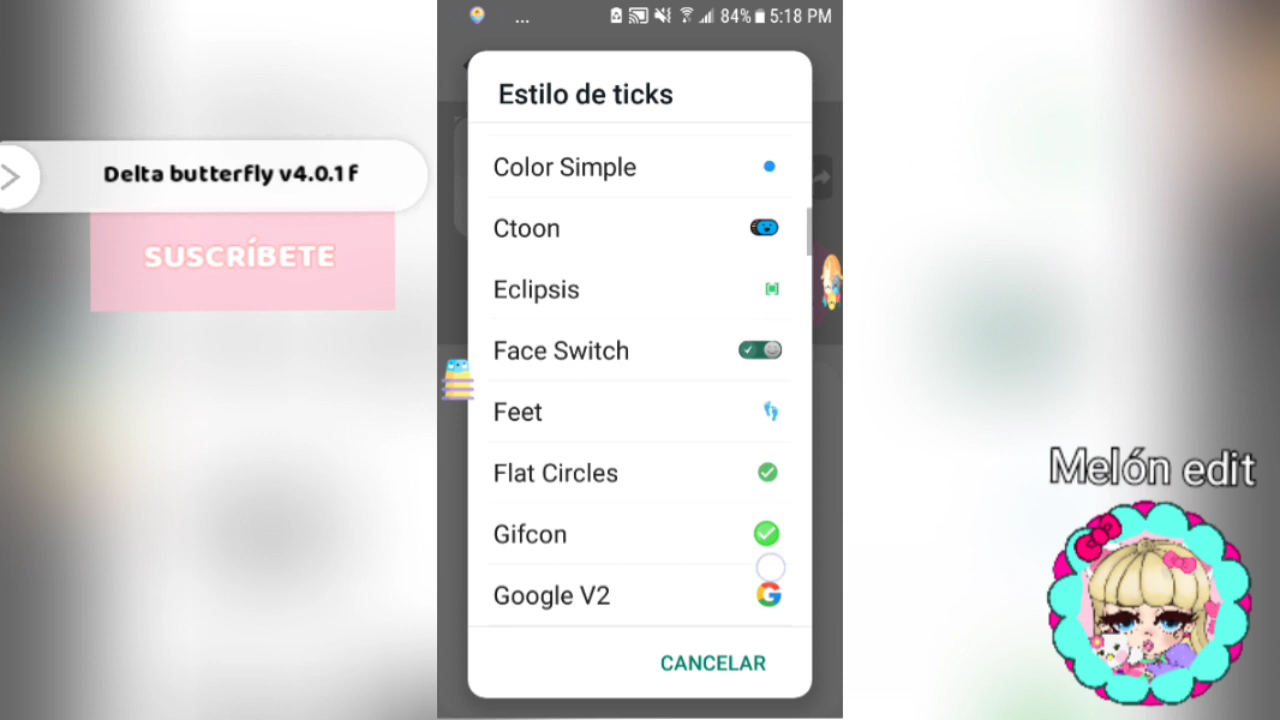 ... 84% 5:18 PM
Estilo de ticks
Color Simple
Ctoon
Eclipsis
Face Switch
Feet
Flat Circles
Gifcon
Google V2
CANCELAR
Delta butterfly v4.0.1f
SUSCRÍBETE
Melón edit